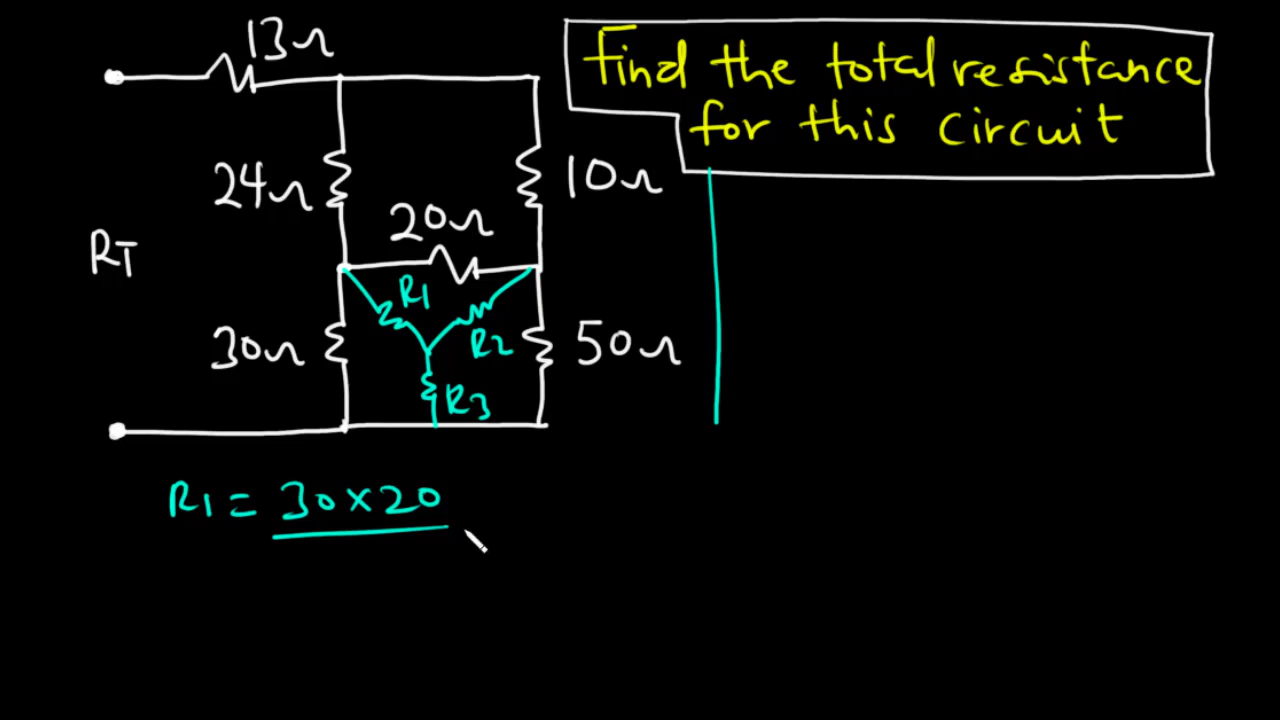 13Ω
Find the total resistance
for this circuit
24Ω
10Ω
20Ω
RT
R1
30Ω
R2
50Ω
R3
R1 = 30×20